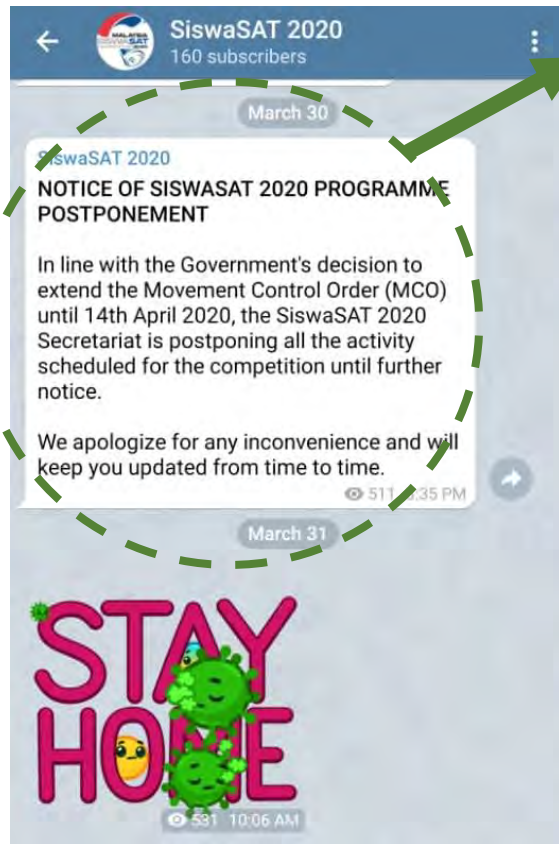 SiswaSAT 2020
160 subscribers
March 30
SiswaSAT 2020
NOTICE OF SISWASAT 2020 PROGRAMME
POSTPONEMENT
In line with the Government's decision to
extend the Movement Control Order (MCO)
until 14th April 2020, the SiswaSAT 2020
Secretariat is postponing all the activity
scheduled for the competition until further
notice.
We apologize for any inconvenience and will
keep you updated from time to time.
511 :35 PM
March 31
STAY
HOME
531 10:06 AM